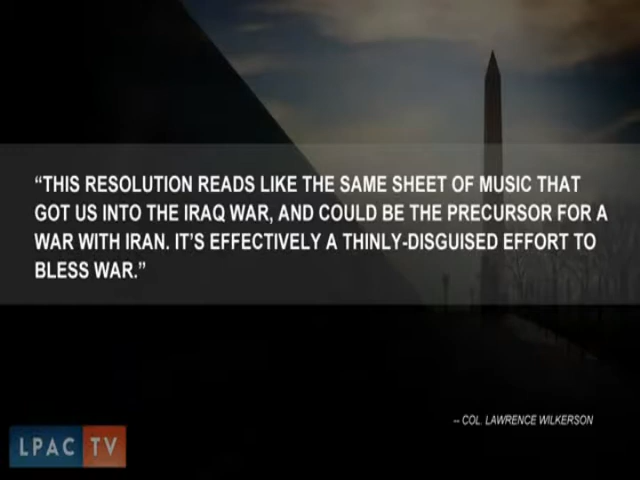 “THIS RESOLUTION READS LIKE THE SAME SHEET OF MUSIC THAT
GOT US INTO THE IRAQ WAR, AND COULD BE THE PRECURSOR FOR A
WAR WITH IRAN. IT’S EFFECTIVELY A THINLY-DISGUISED EFFORT TO
BLESS WAR.”
-- COL. LAWRENCE WILKERSON
LPAC TV